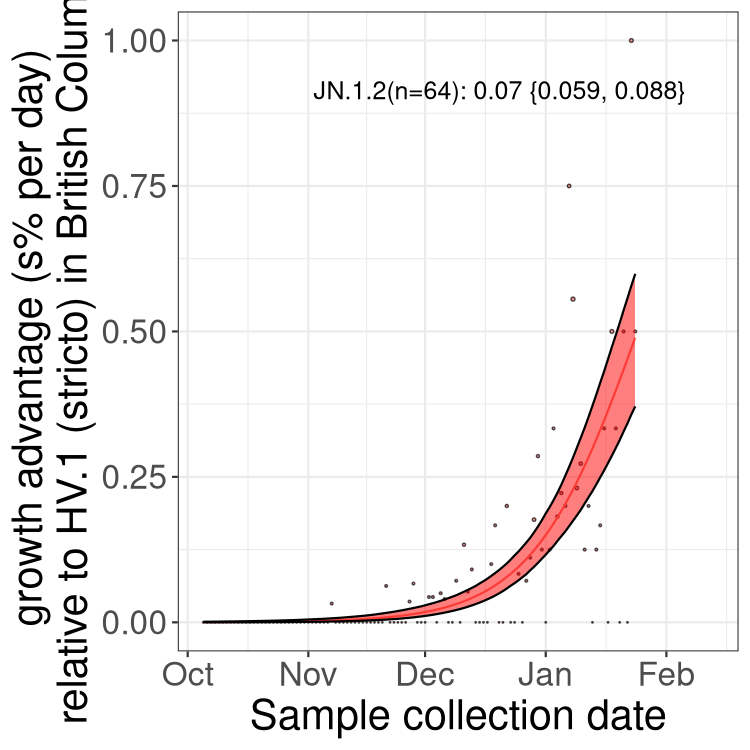 growth advantage (s% per day)
relative to HV.1 (stricto) in British Colum
1.00
0.75
0.50
0.25
0.00
JN.1.2(n=64): 0.07 {0.059, 0.088}
Oct Nov Dec Jan Feb
Sample collection date